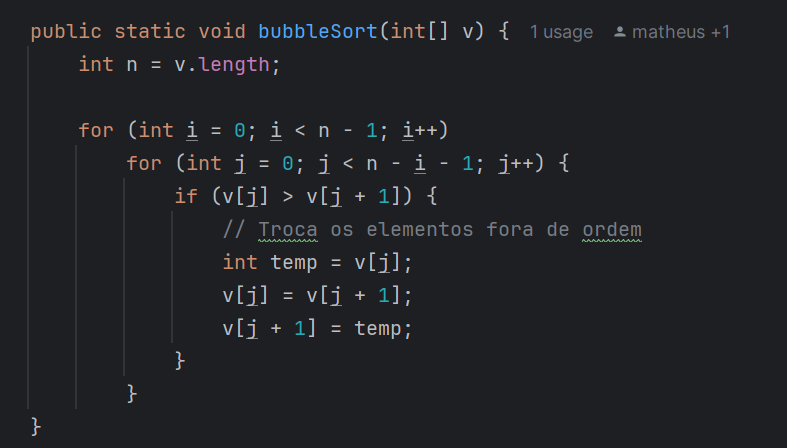 public static void bubbleSort(int[] v) { 1 usage matheus +1
int n = v.length;
for (int i = 0; i < n - 1; i++)
for (int j = 0; j < n - i - 1; j++) {
if (v[j] > v[j + 1]) {
// Troca os elementos fora de ordem
int temp = v[j];
v[j] = v[j + 1];
v[j + 1] = temp;
}
}
}